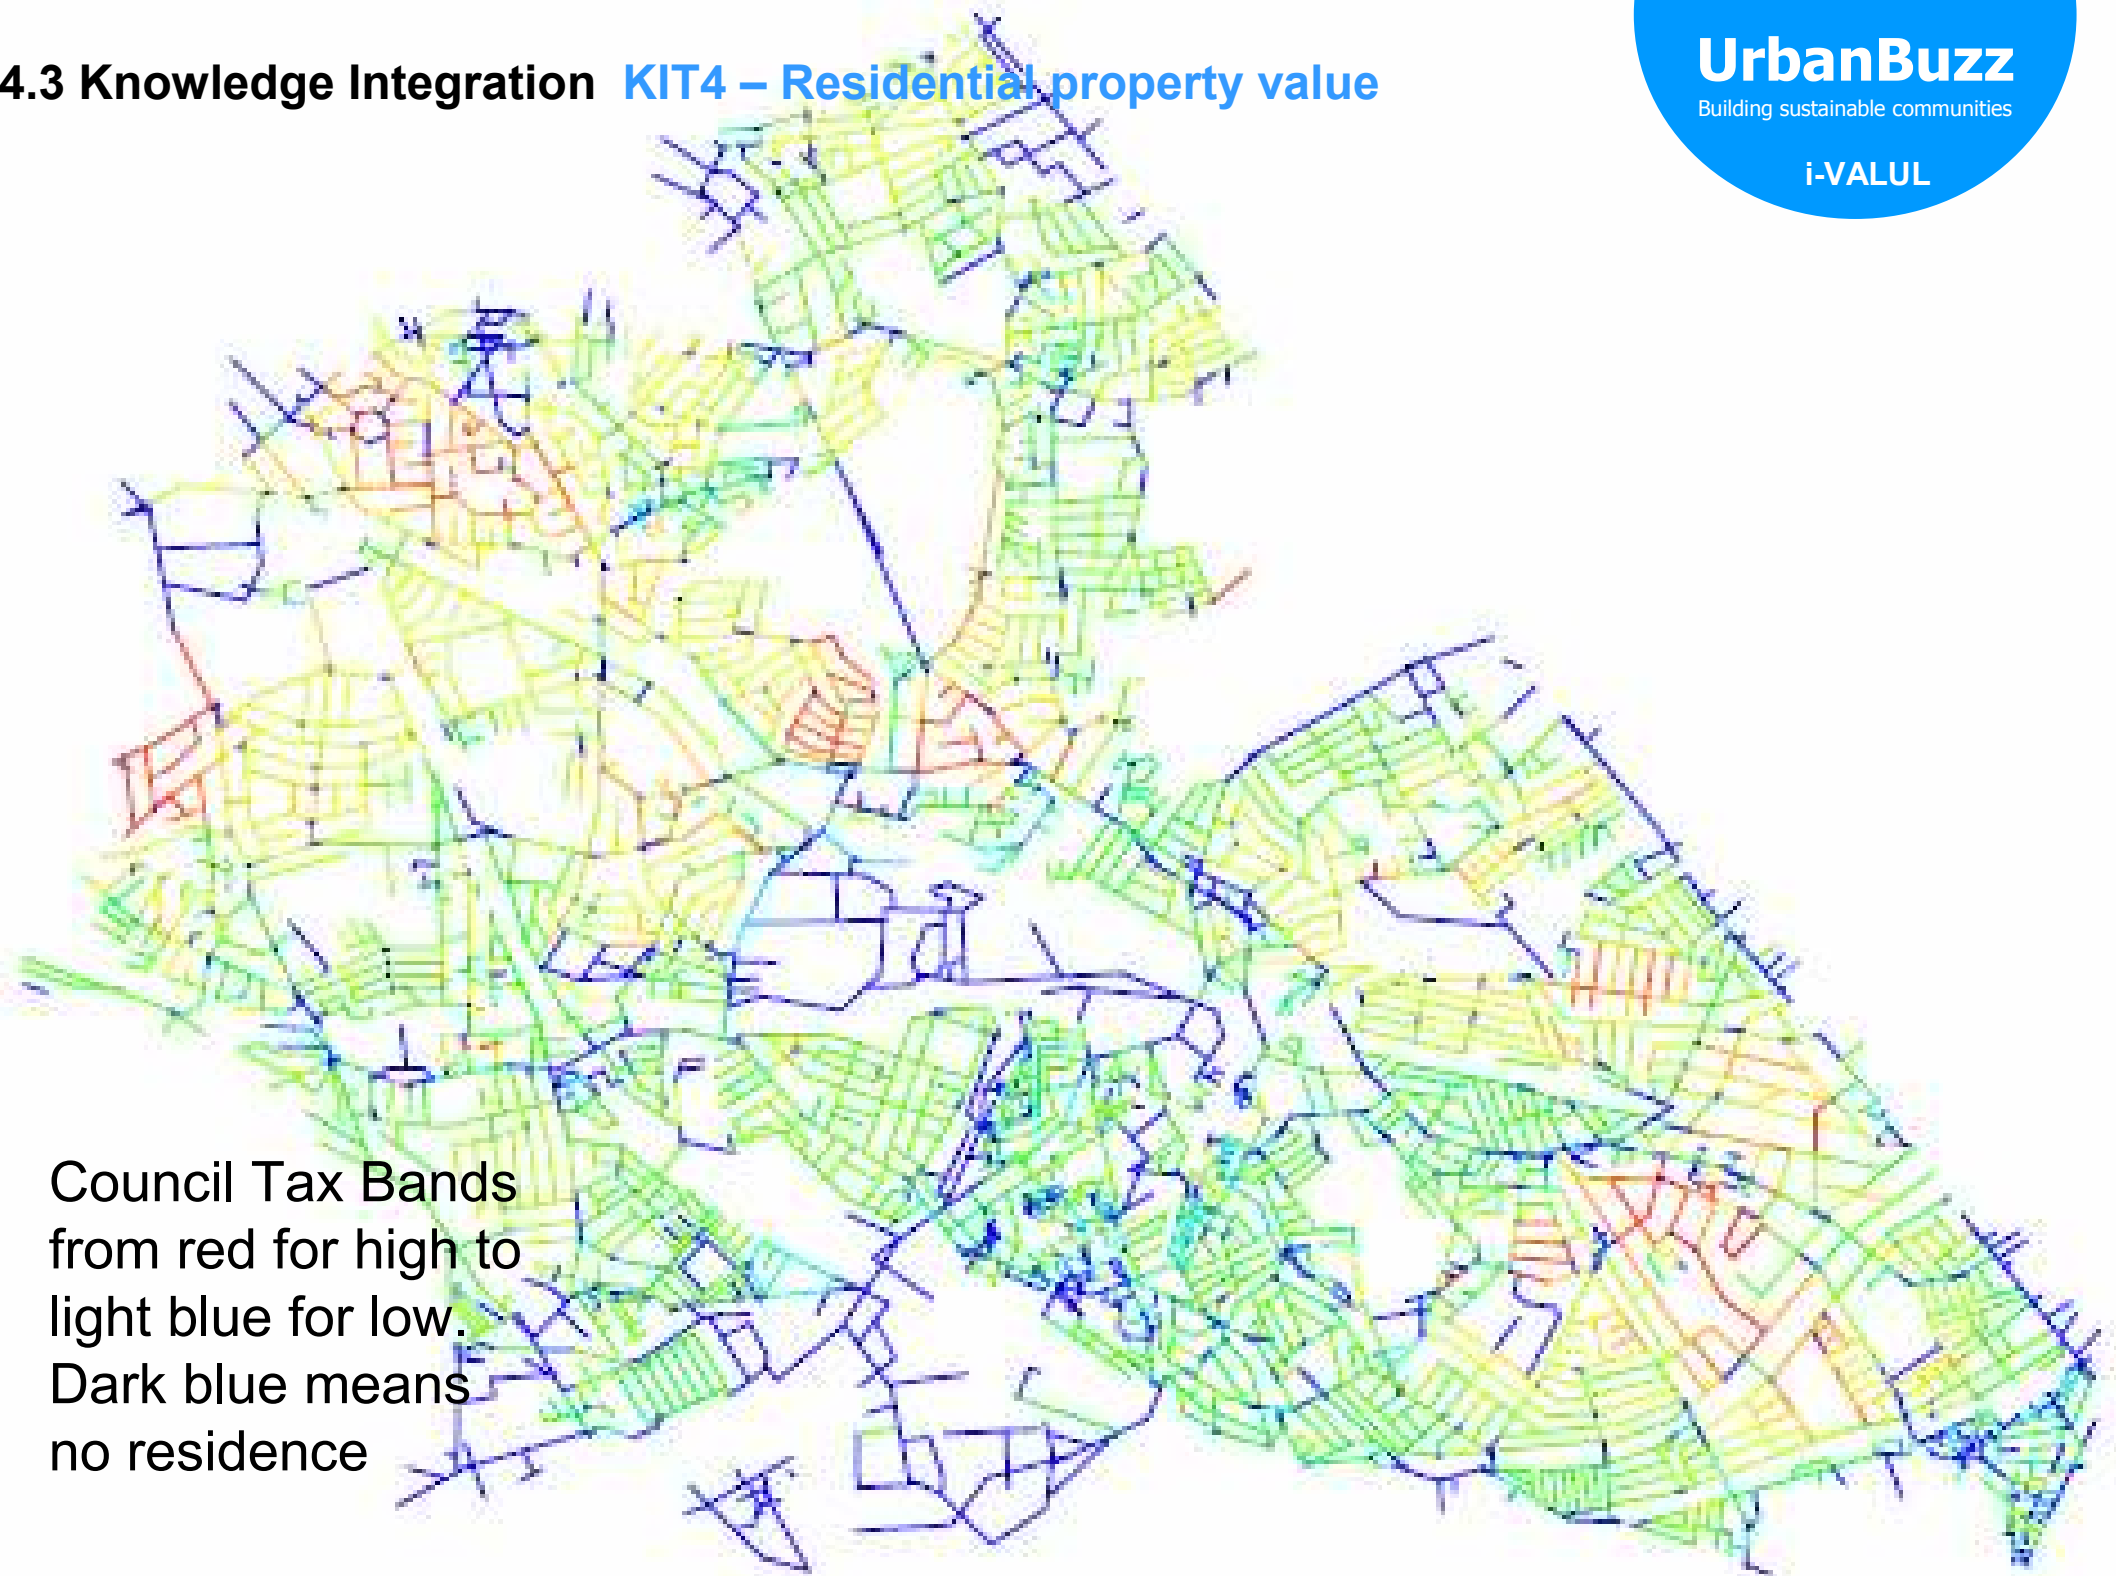 4.3 Knowledge Integration KIT4 – Residential property value
UrbanBuzz
Building sustainable communities
i-VALUL
Council Tax Bands
from red for high to
light blue for low.
Dark blue means
no residence